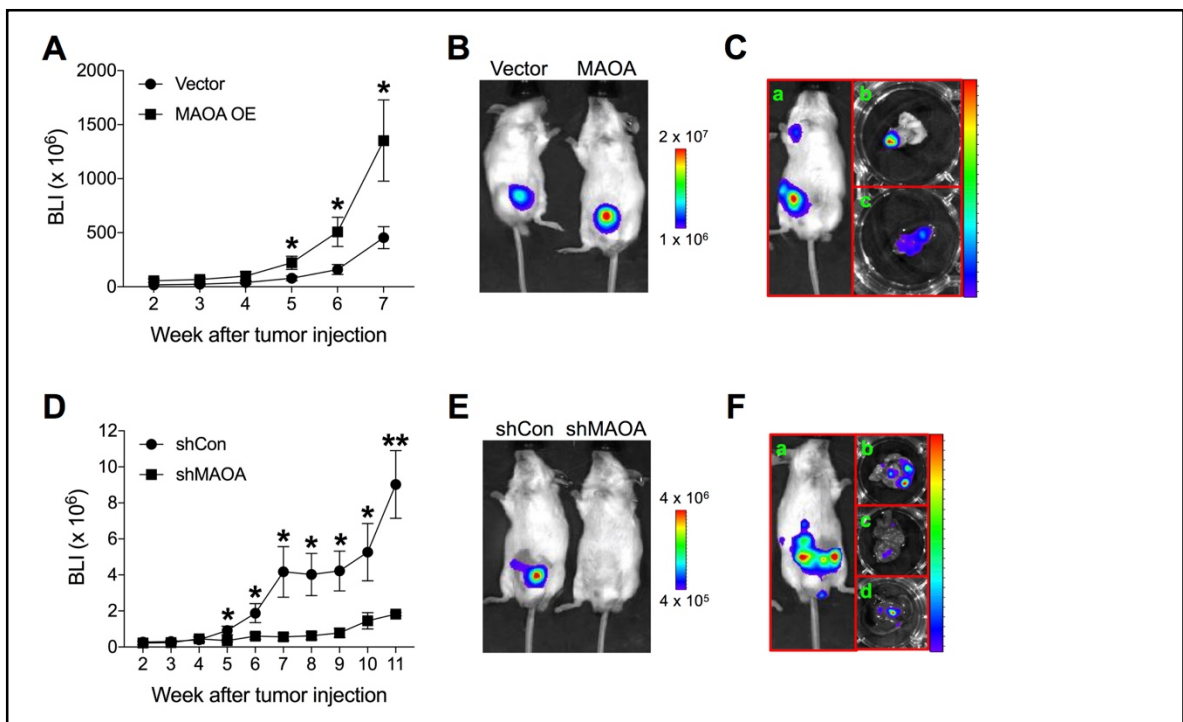 A
2000
1500
1000
500
0
BLI (x 10⁶)
Vector
MAOA OE
*
*
*
2 3 4 5 6 7
Week after tumor injection
B
Vector MAOA
2 x 10⁷
1 x 10⁶
C
a
b
c
D
12
10
8
6
4
2
0
BLI (x 10⁶)
shCon
shMAOA
* * * * * * **
2 3 4 5 6 7 8 9 10 11
Week after tumor injection
E
shCon shMAOA
4 x 10⁶
4 x 10⁵
F
a
b
c
d